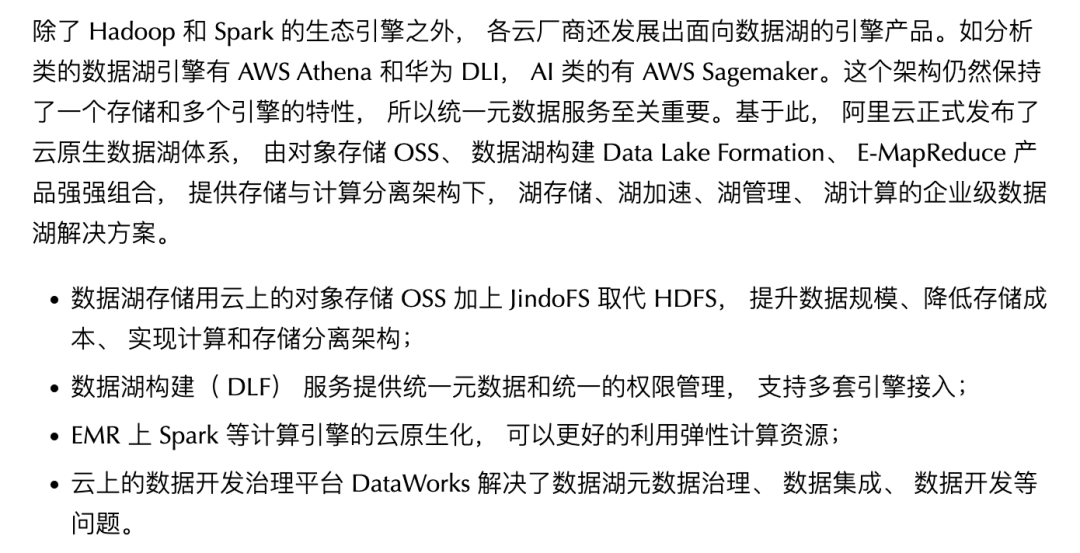 除了 Hadoop 和 Spark 的生态引擎之外， 各云厂商还发展出面向数据湖的引擎产品。如分析
类的数据湖引擎有 AWS Athena 和华为 DLI， AI 类的有 AWS Sagemaker。这个架构仍然保持
了一个存储和多个引擎的特性， 所以统一元数据服务至关重要。基于此， 阿里云正式发布了
云原生数据湖体系， 由对象存储 OSS、 数据湖构建 Data Lake Formation、 E-MapReduce 产
品强强组合， 提供存储与计算分离架构下， 湖存储、湖加速、湖管理、 湖计算的企业级数据
湖解决方案。
• 数据湖存储用云上的对象存储 OSS 加上 JindoFS 取代 HDFS， 提升数据规模、降低存储成
本、 实现计算和存储分离架构；
• 数据湖构建（ DLF） 服务提供统一元数据和统一的权限管理， 支持多套引擎接入；
• EMR 上 Spark 等计算引擎的云原生化， 可以更好的利用弹性计算资源；
• 云上的数据开发治理平台 DataWorks 解决了数据湖元数据治理、 数据集成、 数据开发等
问题。